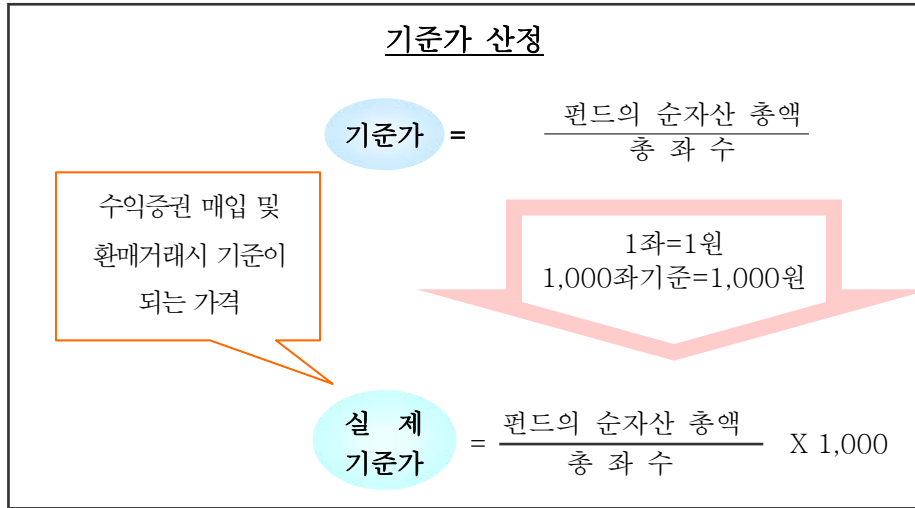 기준가 산정
기준가 = 펀드의 순자산 총액
총 좌 수
수익증권 매입 및
환매거래시 기준이
되는 가격
1좌=1원
1,000좌기준=1,000원
실 제
기준가
= 펀드의 순자산 총액 X 1,000
총 좌 수